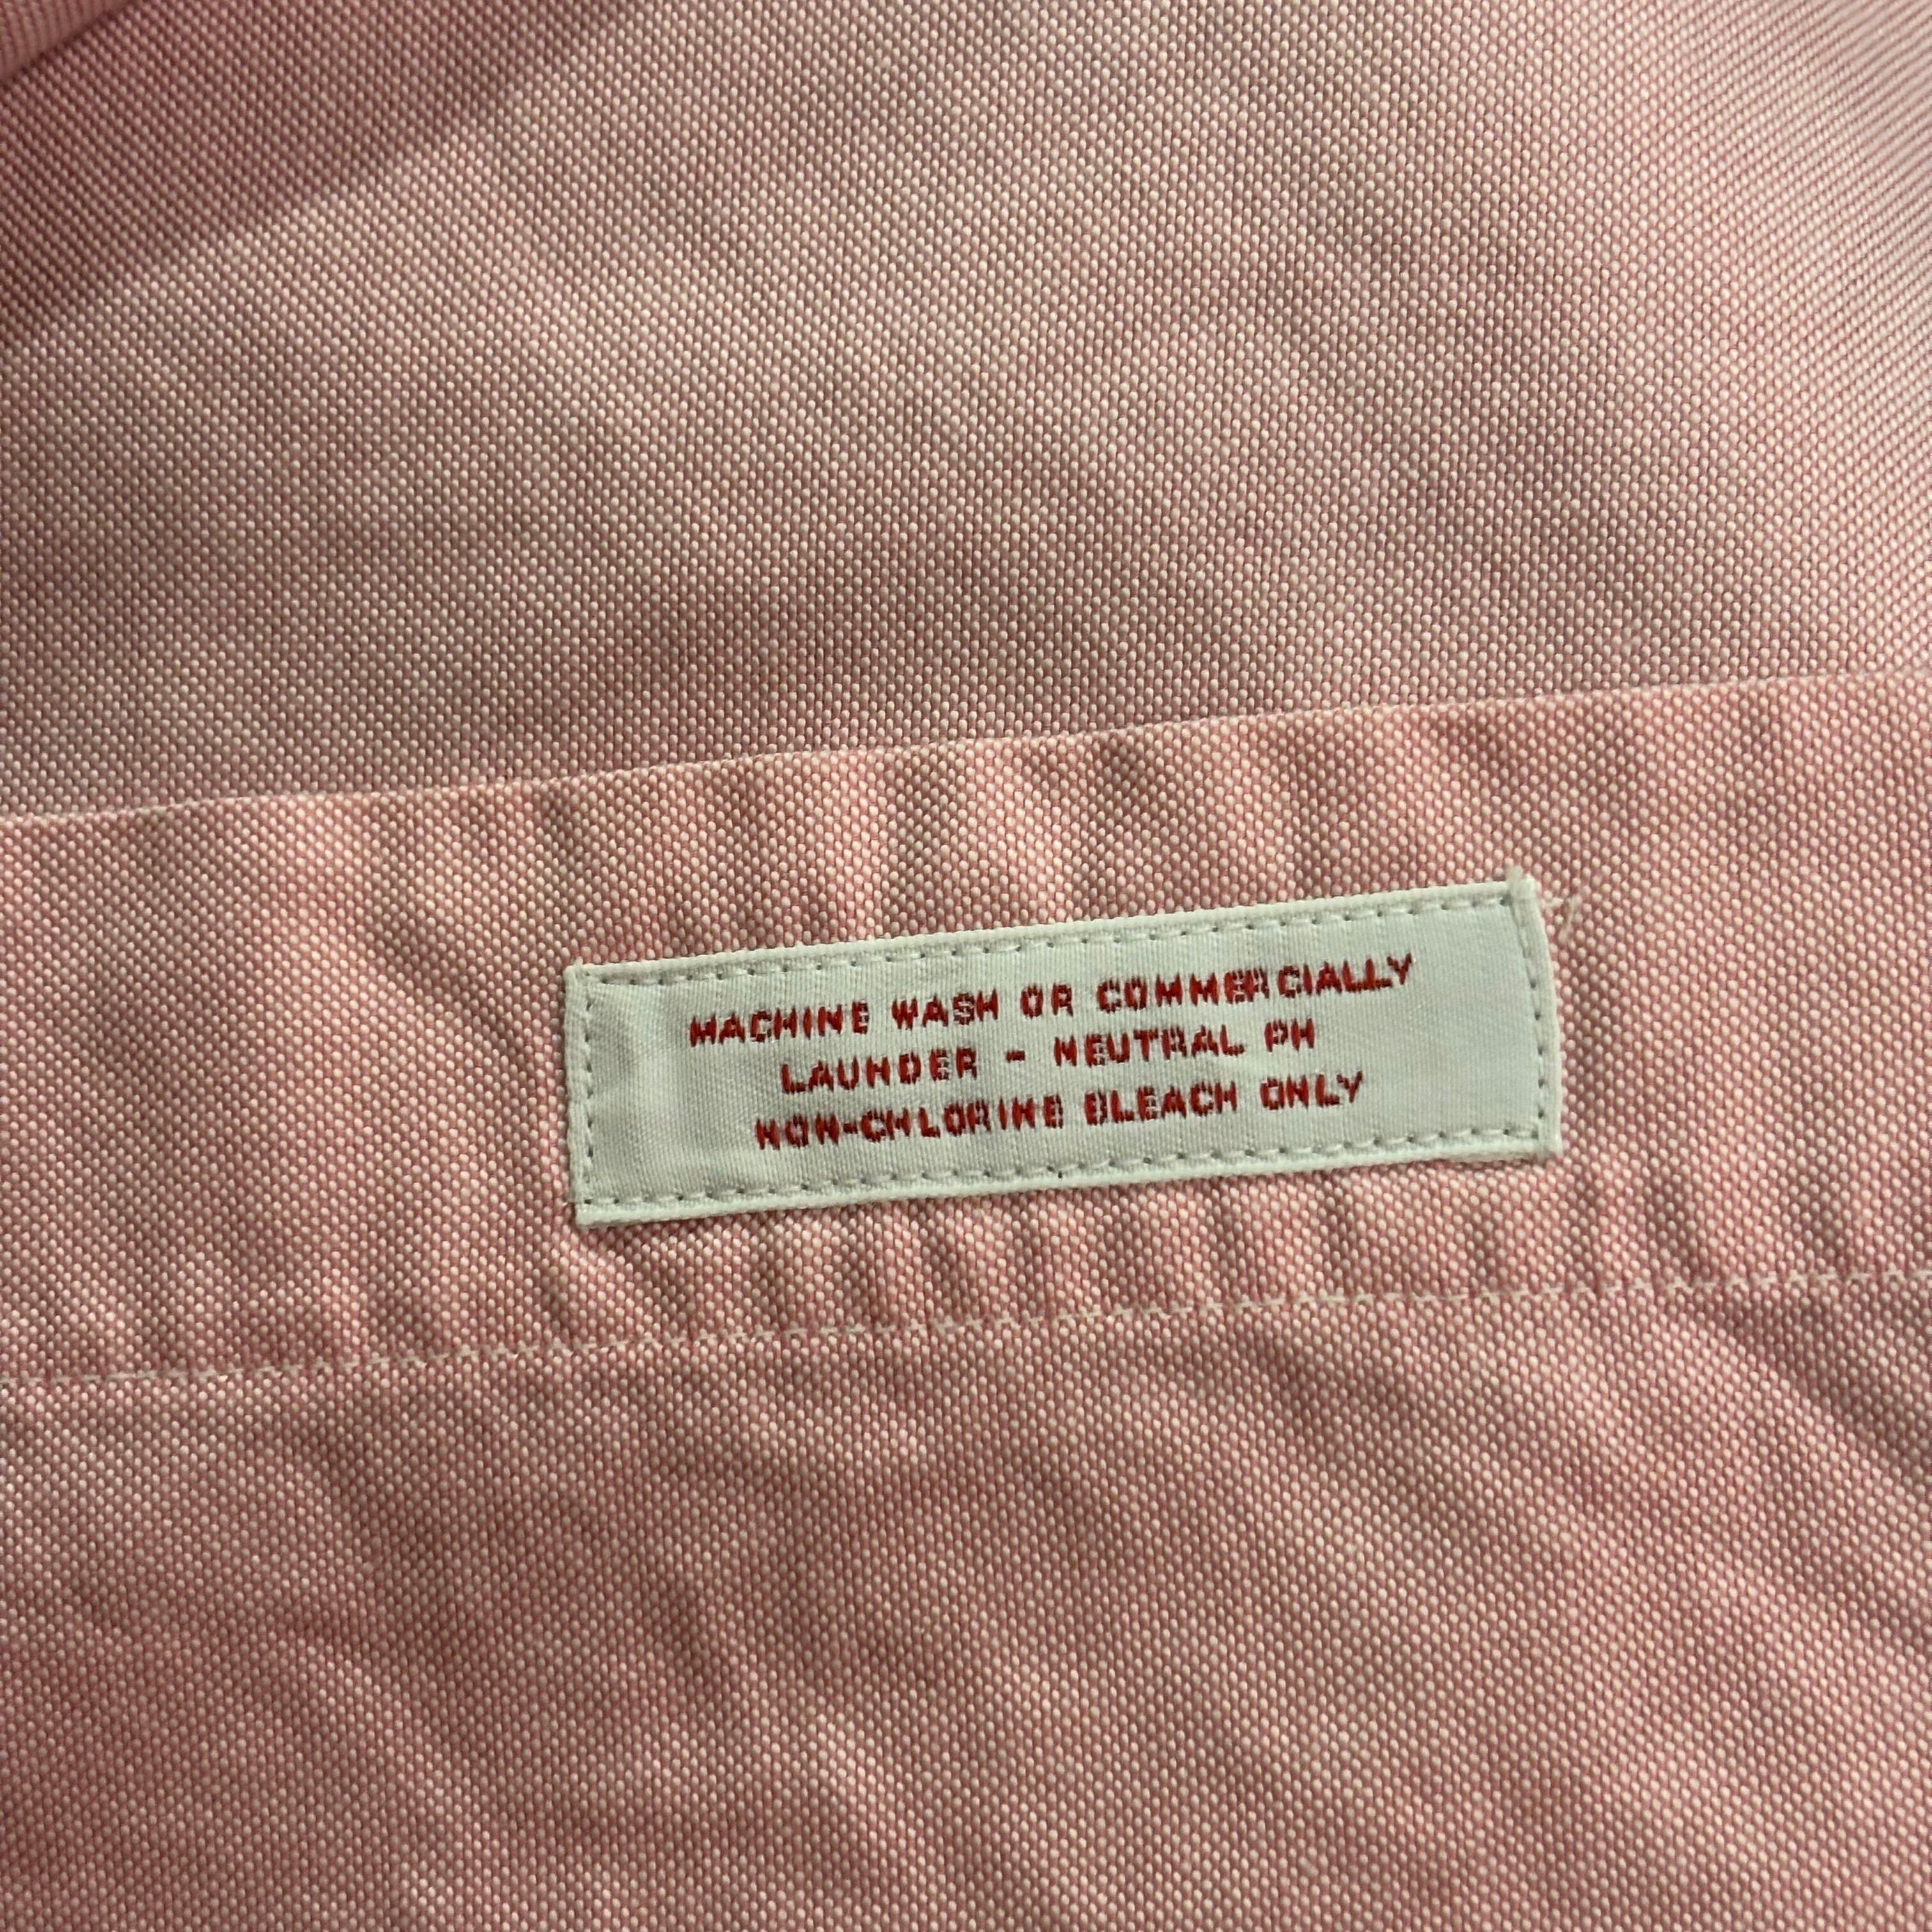 MACHINE WASH OR COMMERCIALLY
LAUNDER - NEUTRAL PH
NON-CHLORINE BLEACH ONLY